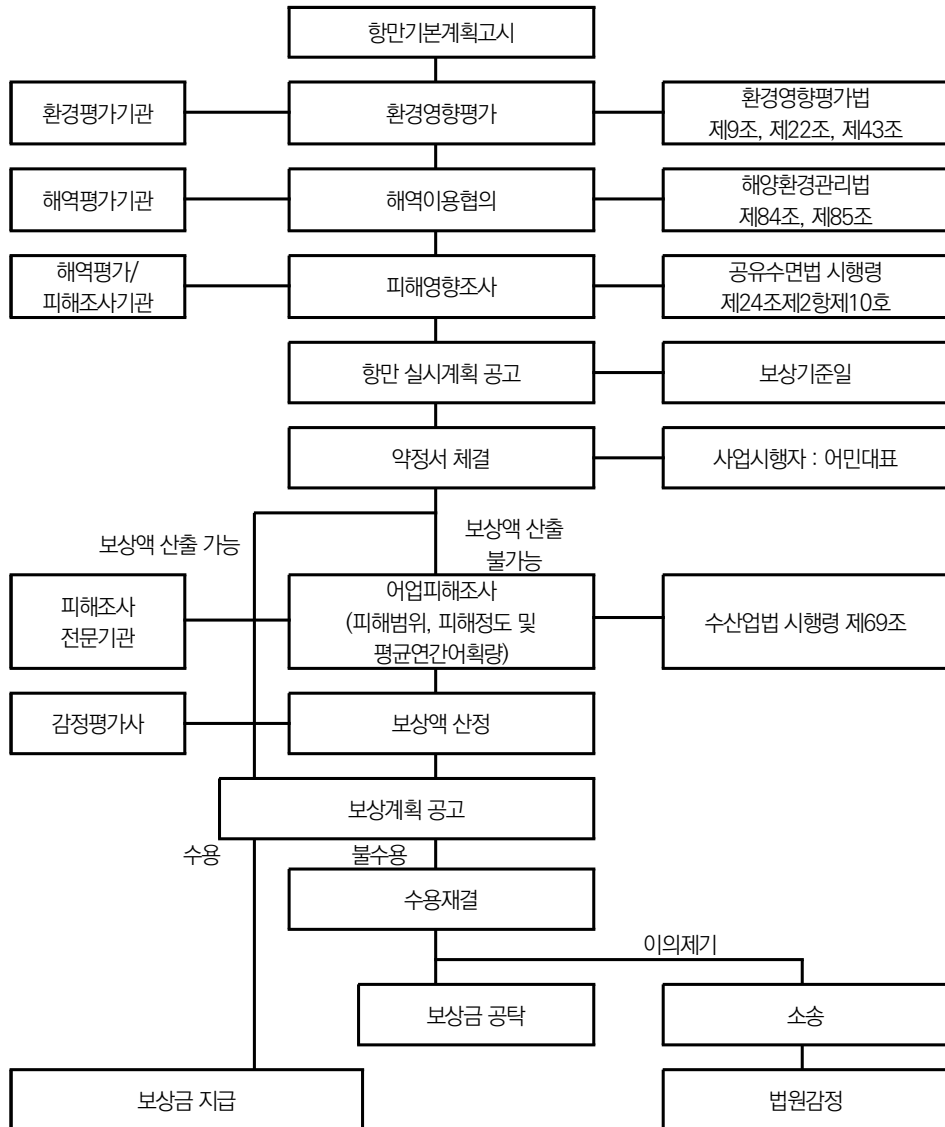 항만기본계획고시
환경평가기관
환경영향평가
환경영향평가법
제9조, 제22조, 제43조
해역평가기관
해역이용협의
해양환경관리법
제84조, 제85조
해역평가/
피해조사기관
피해영향조사
공유수면법 시행령
제24조제2항제10호
항만 실시계획 공고
보상기준일
약정서 체결
사업시행자 : 어민대표
보상액 산출 가능
보상액 산출
불가능
피해조사
전문기관
어업피해조사
(피해범위, 피해정도 및
평균연간어획량)
수산업법 시행령 제69조
감정평가사
보상액 산정
보상계획 공고
수용
불수용
수용재결
이의제기
보상금 공탁
소송
보상금 지급
법원감정